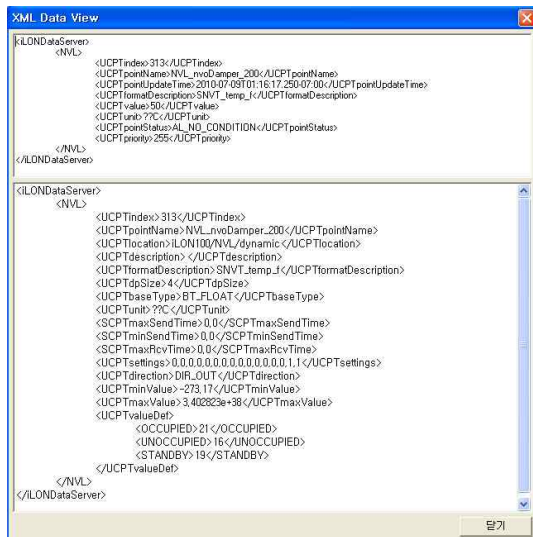 XML Data View
<iLONDataServer>
<NVL>
<UCPTindex>313</UCPTindex>
<UCPTpointName>NVL_nvoDamper_200</UCPTpointName>
<UCPTpointUpdateTime>2010-07-09T01:16:17.250-07:00</UCPTpointUpdateTime>
<UCPTformatDescription>SNVT_temp_f</UCPTformatDescription>
<UCPTvalue>50</UCPTvalue>
<UCPTunit>??C</UCPTunit>
<UCPTpointStatus>AL_NO_CONDITION</UCPTpointStatus>
<UCPTpriority>255</UCPTpriority>
</NVL>
</iLONDataServer>
<iLONDataServer>
<NVL>
<UCPTindex>313</UCPTindex>
<UCPTpointName>NVL_nvoDamper_200</UCPTpointName>
<UCPTlocation>iLON100/NVL/dynamic</UCPTlocation>
<UCPTdescription> </UCPTdescription>
<UCPTformatDescription>SNVT_temp_f</UCPTformatDescription>
<UCPTdpSize>4</UCPTdpSize>
<UCPTbaseType>BT_FLOAT</UCPTbaseType>
<UCPTunit>??C</UCPTunit>
<SCPTmaxSendTime>0.0</SCPTmaxSendTime>
<SCPTminSendTime>0.0</SCPTminSendTime>
<SCPTmaxRcvTime>0.0</SCPTmaxRcvTime>
<UCPTsettings>0,0,0,0,0,0,0,0,0,0,0,0,0,0,1,1</UCPTsettings>
<UCPTdirection>DIR_OUT</UCPTdirection>
<UCPTminValue>-273.17</UCPTminValue>
<UCPTmaxValue>3.402823e+38</UCPTmaxValue>
<UCPTvalueDef>
<OCCUPIED>21</OCCUPIED>
<UNOCCUPIED>16</UNOCCUPIED>
<STANDBY>19</STANDBY>
</UCPTvalueDef>
</NVL>
</iLONDataServer>
닫기